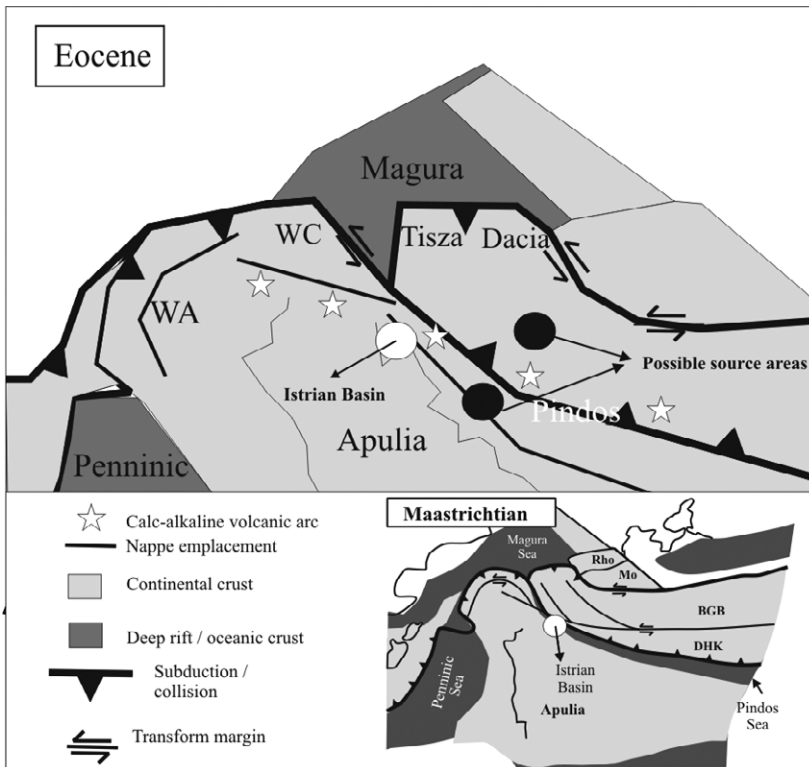 Eocene
Magura
WC
Tisza
Dacia
WA
Possible source areas
Istrian Basin
Pindos
Apulia
Penninic
Calc-alkaline volcanic arc
Nappe emplacement
Continental crust
Deep rift / oceanic crust
Subduction /
collision
Transform margin
Maastrichtian
Magura
Sea
Rho
Mo
BGB
DHK
Penninic
Sea
Istrian
Basin
Apulia
Pindos
Sea